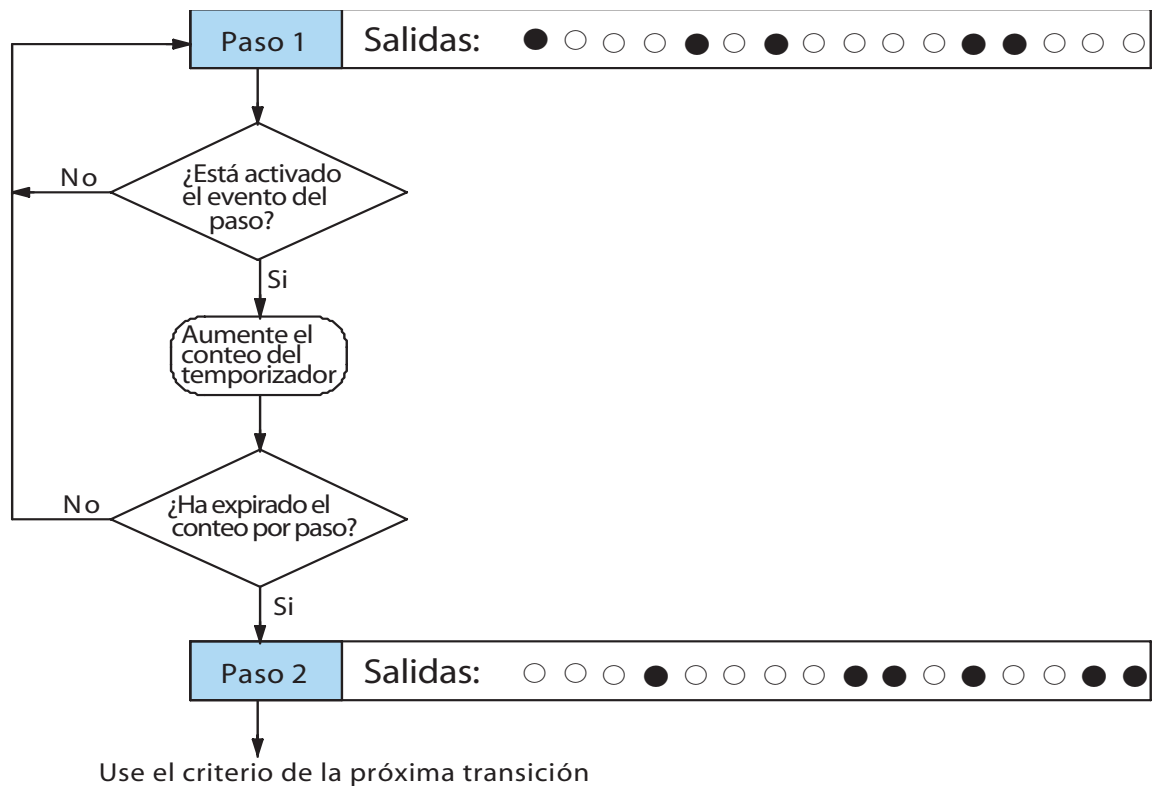 Paso 1 Salidas:
¿Está activado
el evento del
paso?
No
Si
Aumente el
conteo del
temporizador
¿Ha expirado el
conteo por paso?
No
Si
Paso 2 Salidas:
Use el criterio de la próxima transición